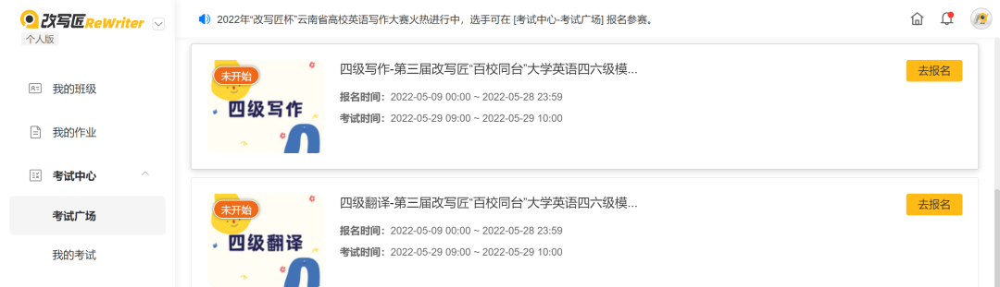 改写匠ReWriter
个人版
2022年“改写匠杯”云南省高校英语写作大赛火热进行中，选手可在 [考试中心-考试广场] 报名参赛。
我的班级
我的作业
考试中心
考试广场
我的考试
未开始
四级写作
四级写作-第三届改写匠“百校同台”大学英语四六级模...
报名时间：2022-05-09 00:00 ~ 2022-05-28 23:59
考试时间：2022-05-29 09:00 ~ 2022-05-29 10:00
去报名
未开始
四级翻译
四级翻译-第三届改写匠“百校同台”大学英语四六级模...
报名时间：2022-05-09 00:00 ~ 2022-05-28 23:59
考试时间：2022-05-29 09:00 ~ 2022-05-29 10:00
去报名